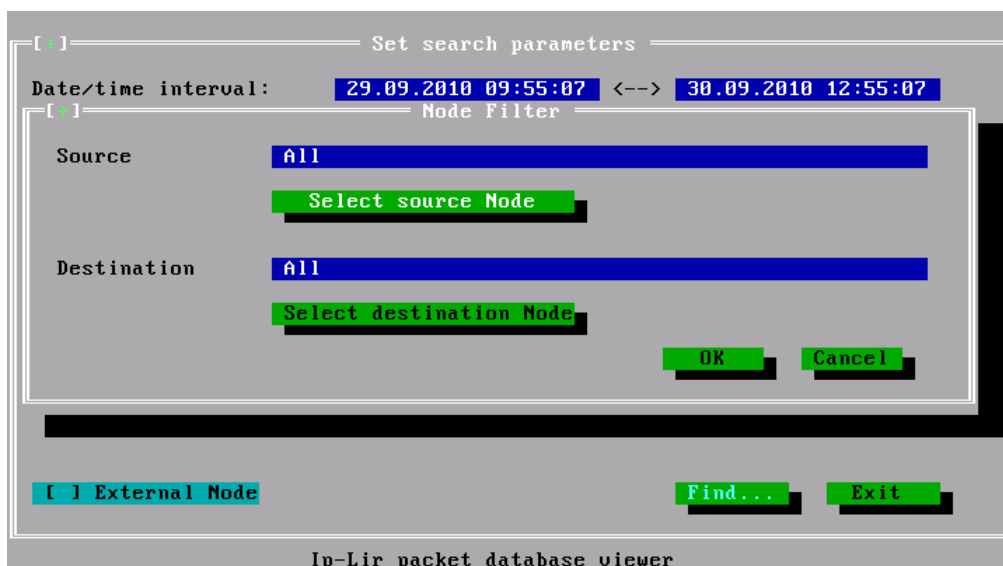 [÷] Set search parameters
Date/time interval: 29.09.2010 09:55:07 <--> 30.09.2010 12:55:07
[÷] Node Filter
Source All
Select source Node
Destination All
Select destination Node
OK Cancel
[ ] External Node Find... Exit
Ip-Lir packet database viewer